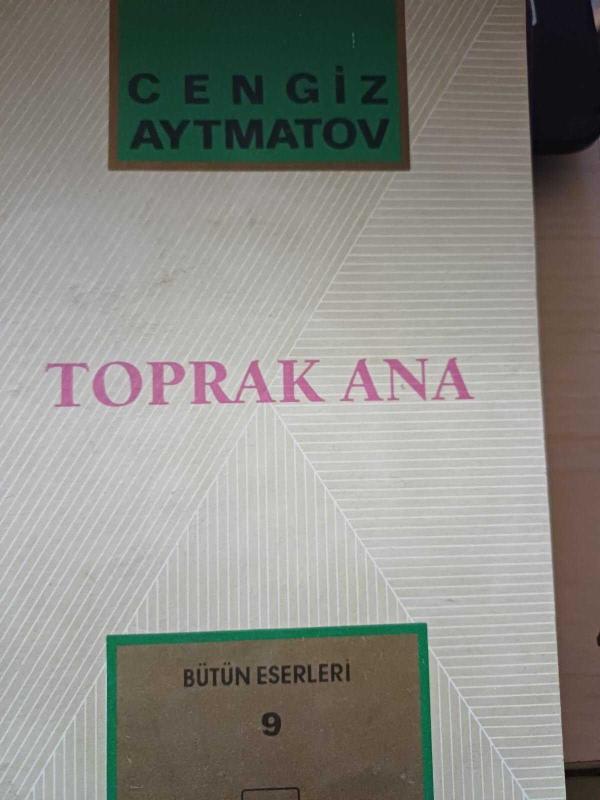 CENGİZ
AYTMATOV
TOPRAK ANA
BÜTÜN ESERLERİ
9